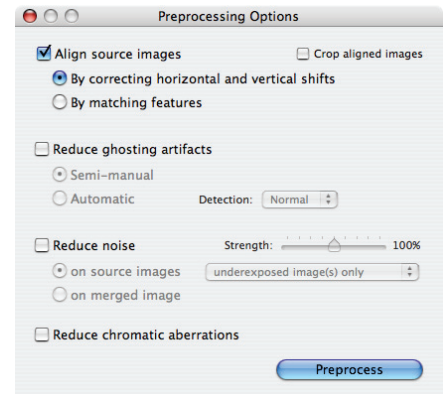 Preprocessing Options
Align source images Crop aligned images
By correcting horizontal and vertical shifts
By matching features
Reduce ghosting artifacts
Semi-manual
Automatic Detection: Normal
Reduce noise Strength: 100%
on source images underexposed image(s) only
on merged image
Reduce chromatic aberrations
Preprocess